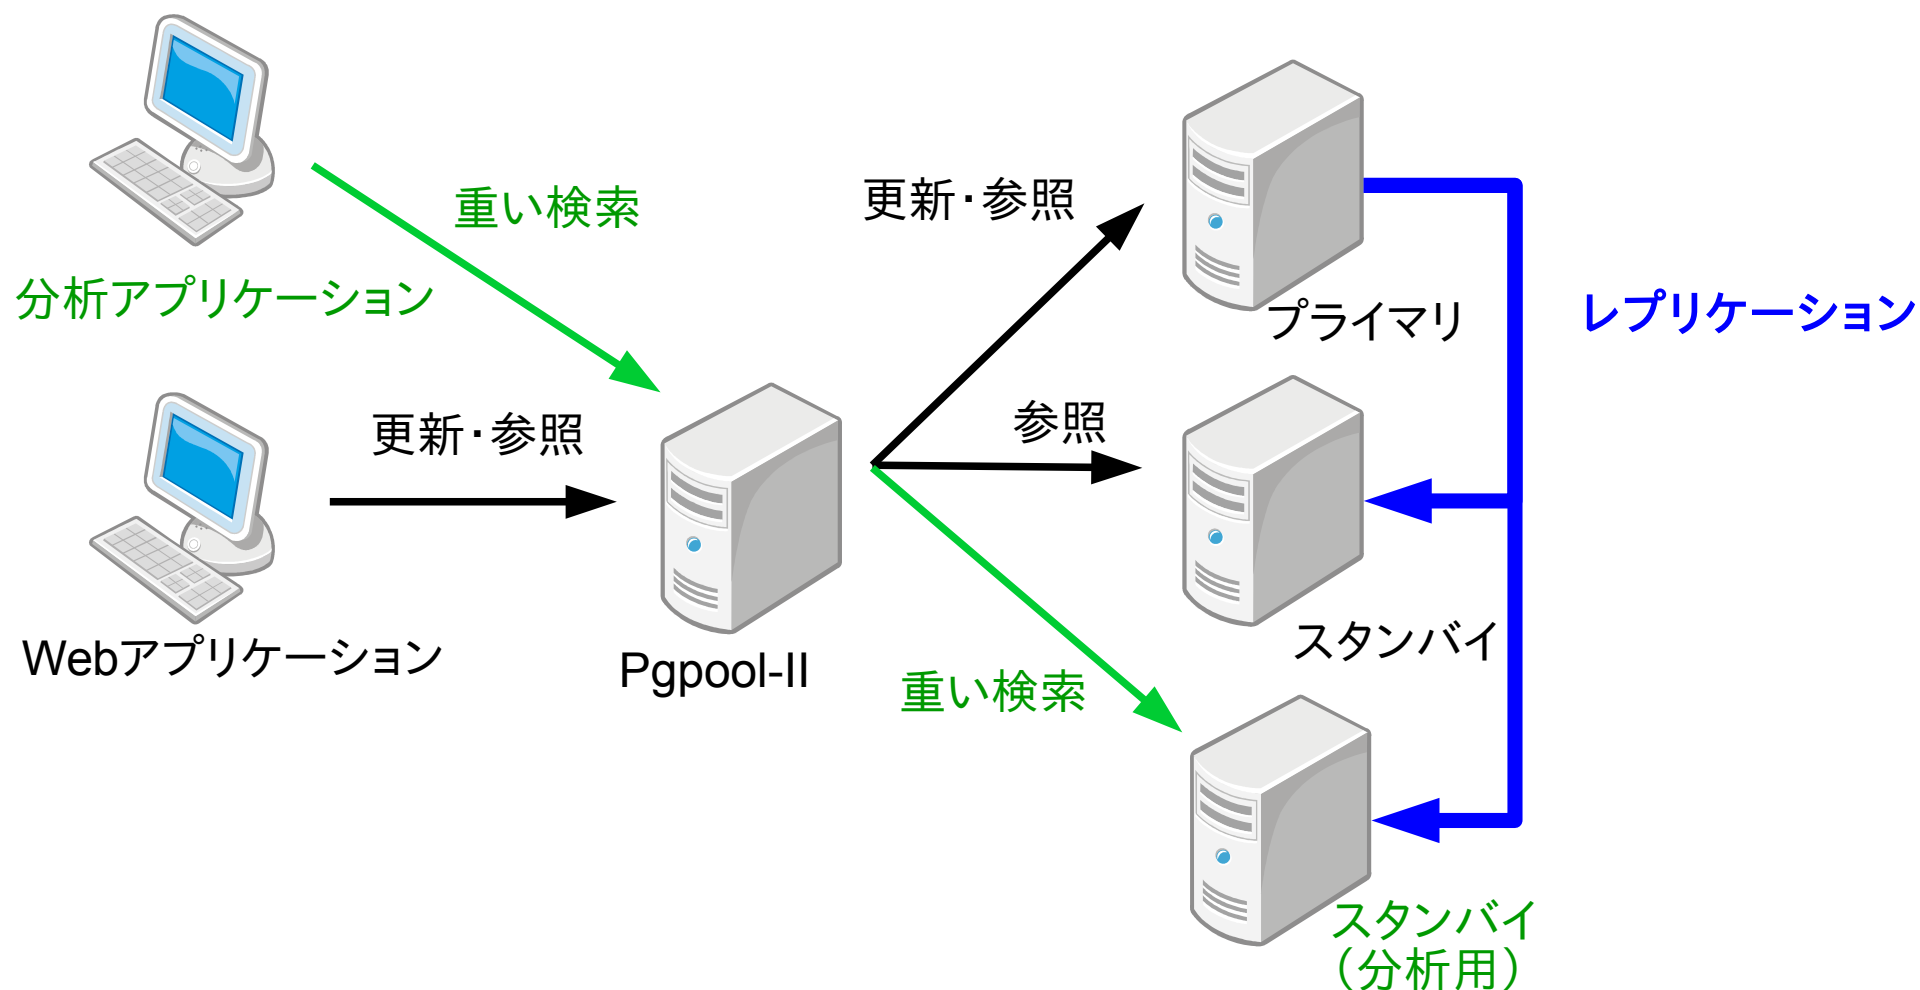 重い検索
分析アプリケーション
更新・参照
Webアプリケーション
Pgpool-II
更新・参照
参照
重い検索
プライマリ
レプリケーション
スタンバイ
スタンバイ
（分析用）